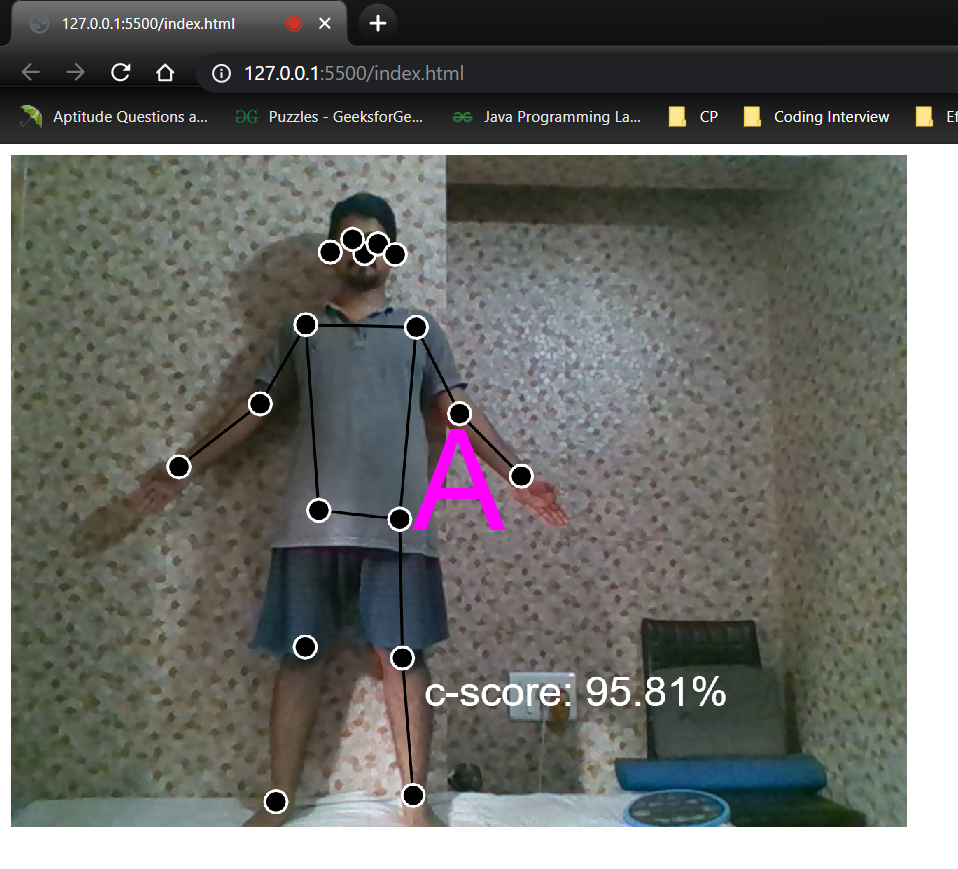 127.0.0.1:5500/index.html
127.0.0.1:5500/index.html
Aptitude Questions a... Puzzles - GeeksforGe... Java Programming La... CP Coding Interview Ef
A
c-score: 95.81%